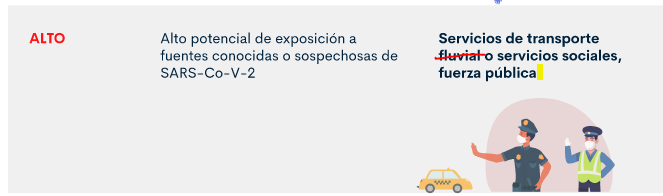 ALTO
Alto potencial de exposición a
fuentes conocidas o sospechosas de
SARS-Co-V-2
Servicios de transporte
fluvial o servicios sociales,
fuerza pública